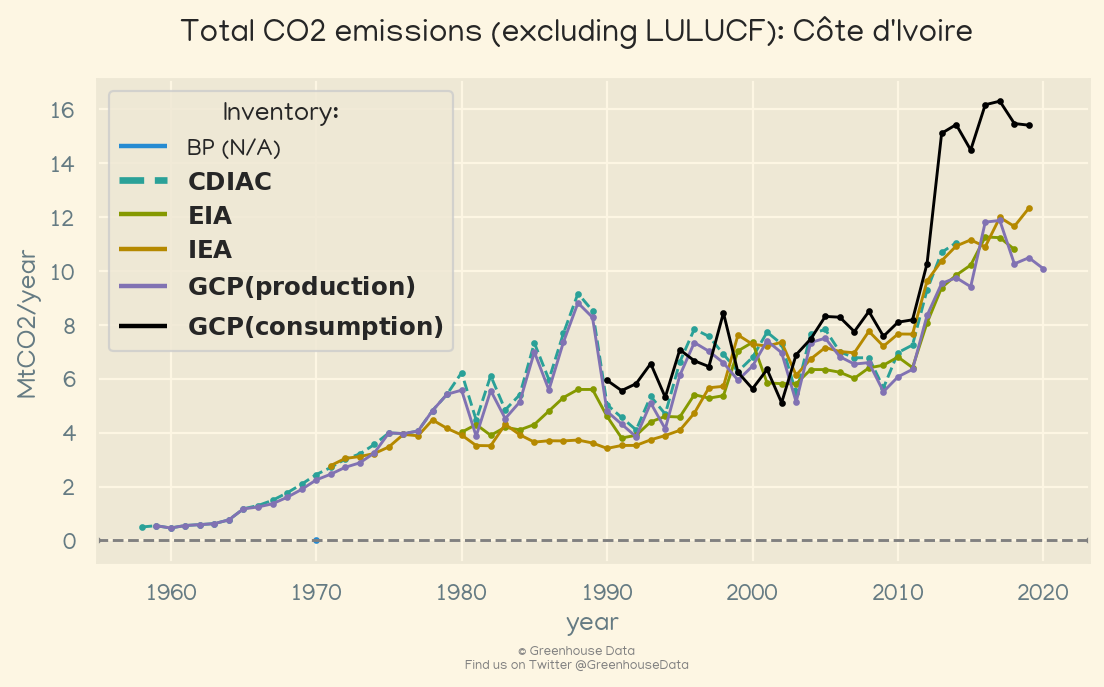 Total CO2 emissions (excluding LULUCF): Côte d'Ivoire
MtCO2/year
16
14
12
10
8
6
4
2
0
Inventory:
BP (N/A)
CDIAC
EIA
IEA
GCP(production)
GCP(consumption)
1960 1970 1980 1990 2000 2010 2020
year
© Greenhouse Data
Find us on Twitter @GreenhouseData